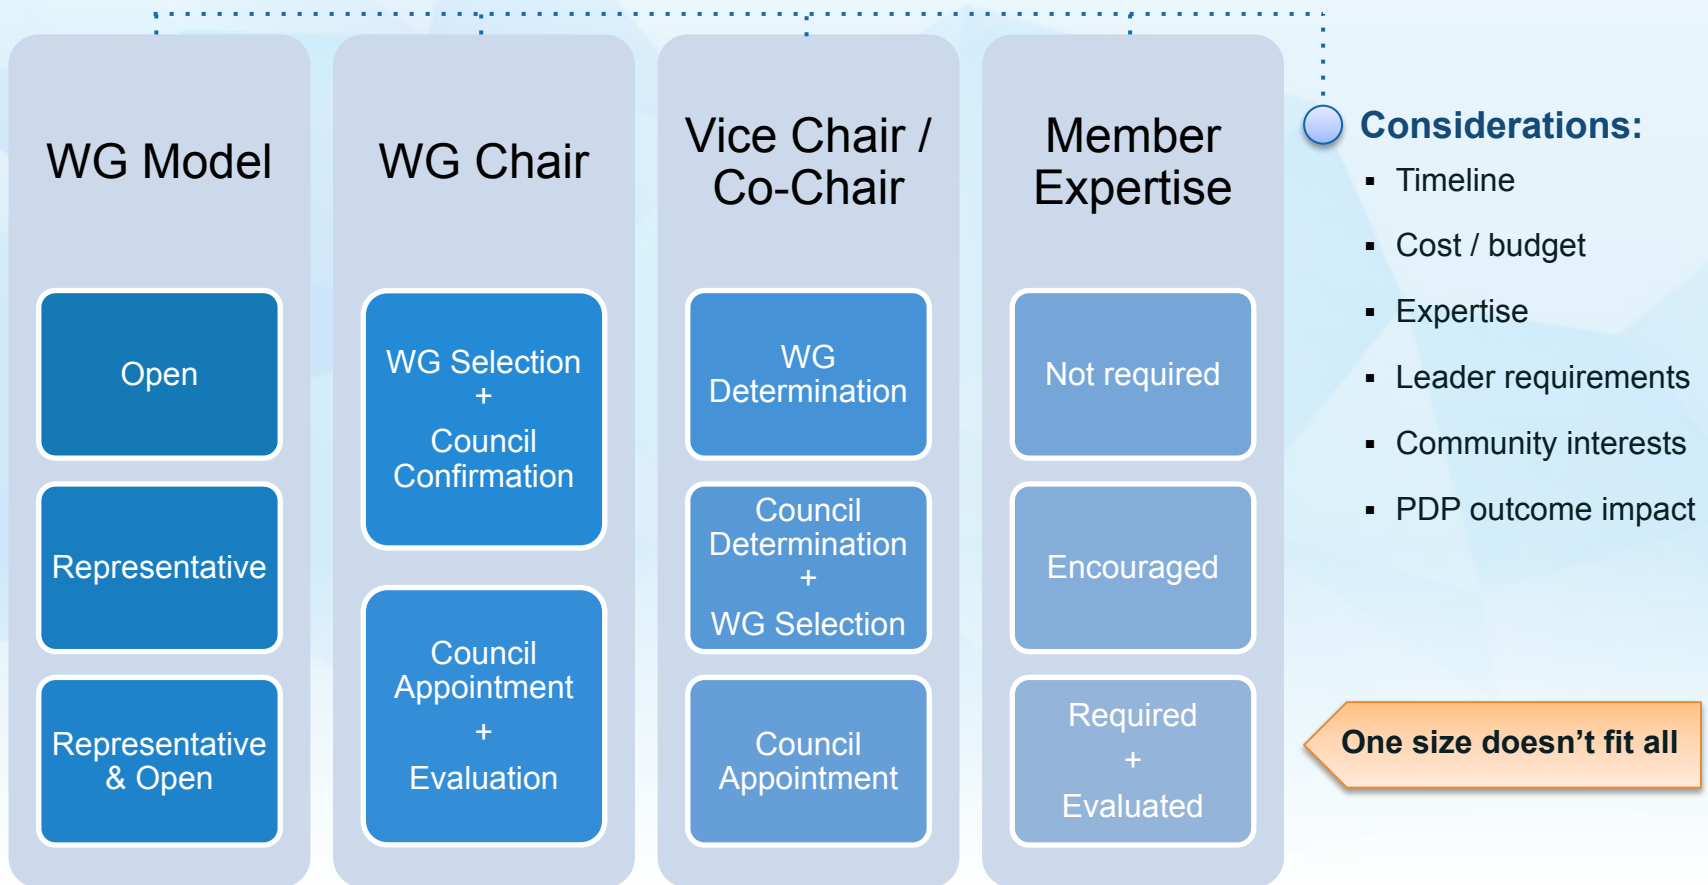 WG Model
Open
Representative
Representative
& Open
WG Chair
WG Selection
+
Council
Confirmation
Council
Appointment
+
Evaluation
Vice Chair /
Co-Chair
WG
Determination
Council
Determination
+
WG Selection
Council
Appointment
Member
Expertise
Not required
Encouraged
Required
+
Evaluated
Considerations:
▪ Timeline
▪ Cost / budget
▪ Expertise
▪ Leader requirements
▪ Community interests
▪ PDP outcome impact
One size doesn’t fit all